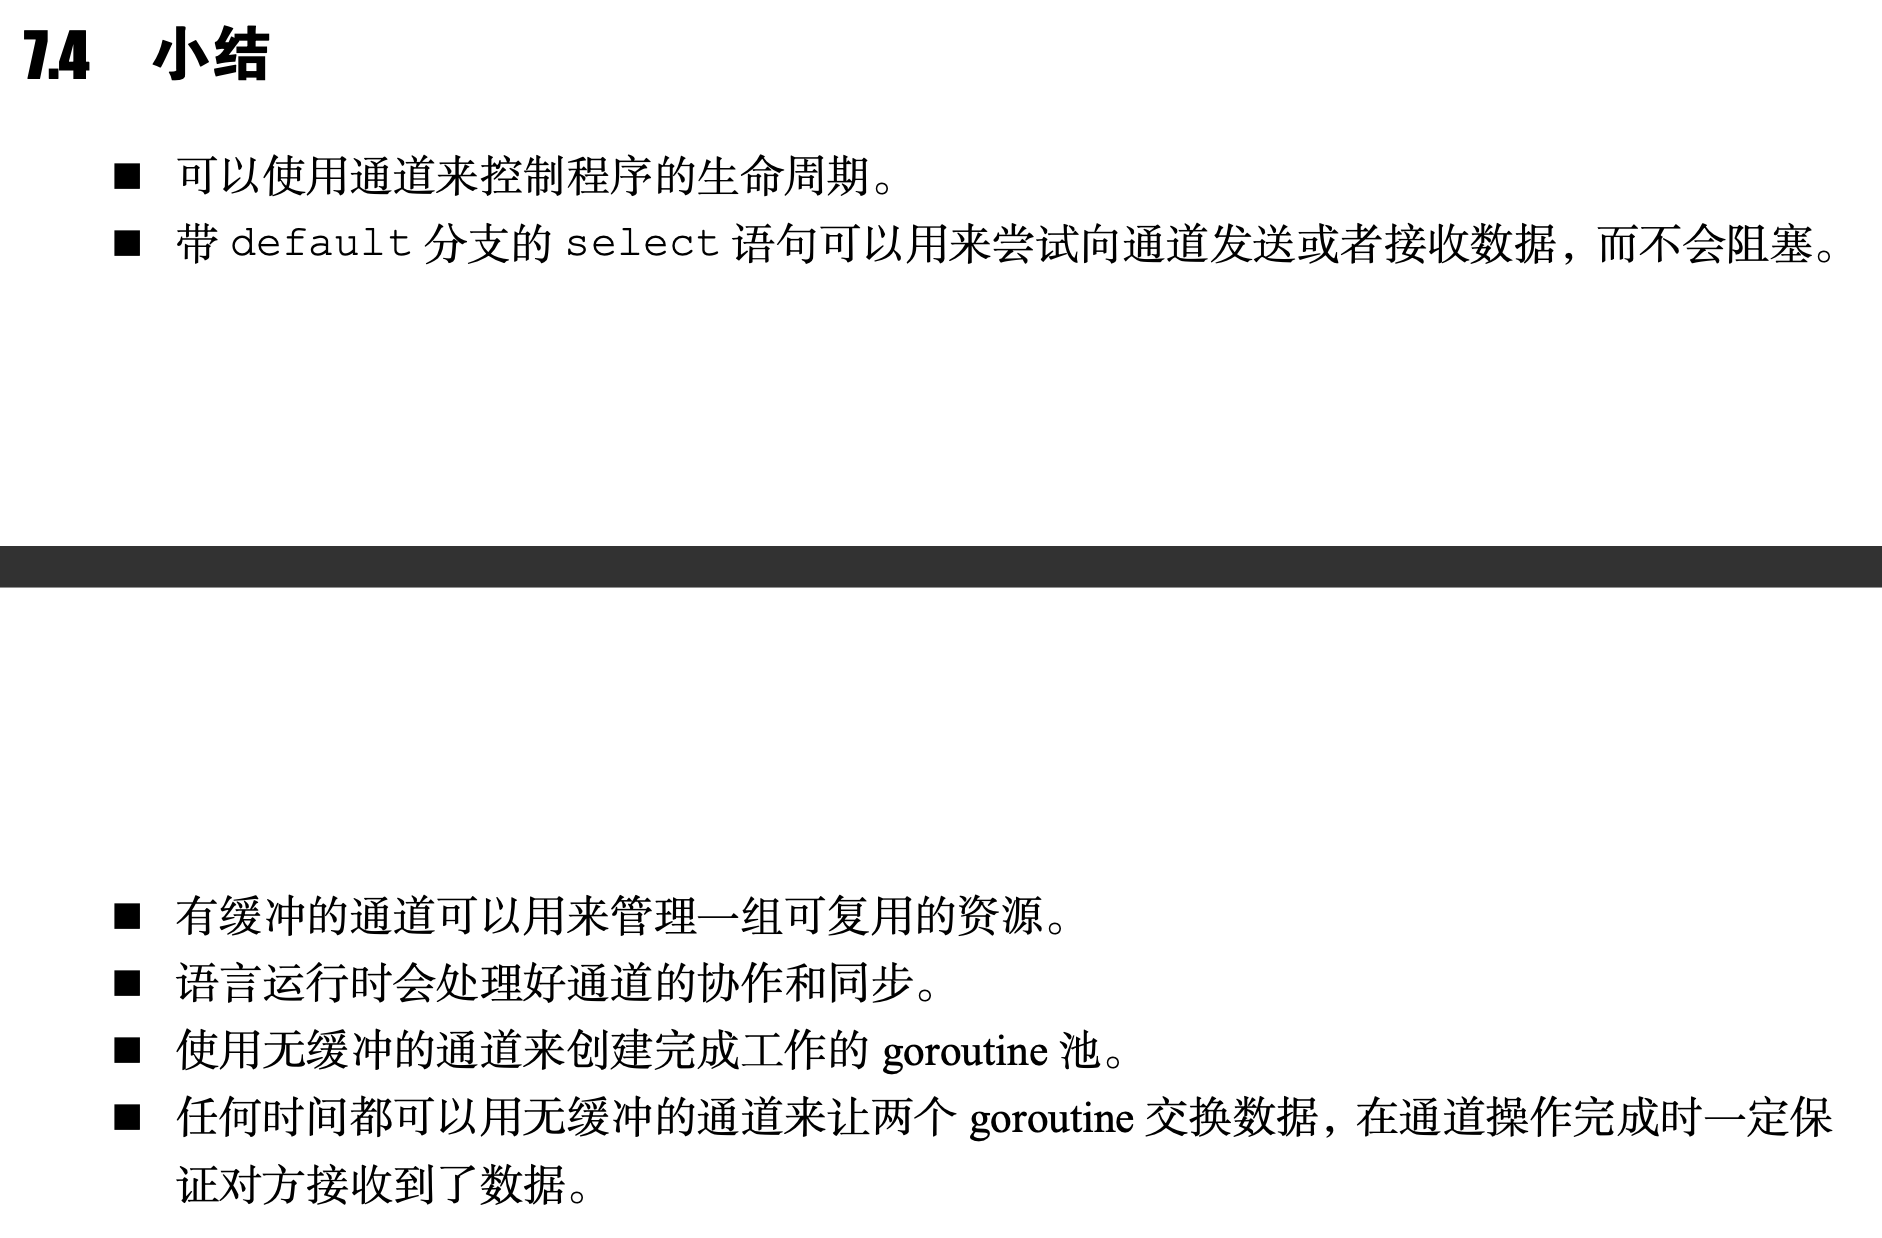 7.4 小结
■ 可以使用通道来控制程序的生命周期。
■ 带 default 分支的 select 语句可以用来尝试向通道发送或者接收数据，而不会阻塞。
■ 有缓冲的通道可以用来管理一组可复用的资源。
■ 语言运行时会处理好通道的协作和同步。
■ 使用无缓冲的通道来创建完成工作的 goroutine 池。
■ 任何时间都可以用无缓冲的通道来让两个 goroutine 交换数据，在通道操作完成时一定保
证对方接收到了数据。